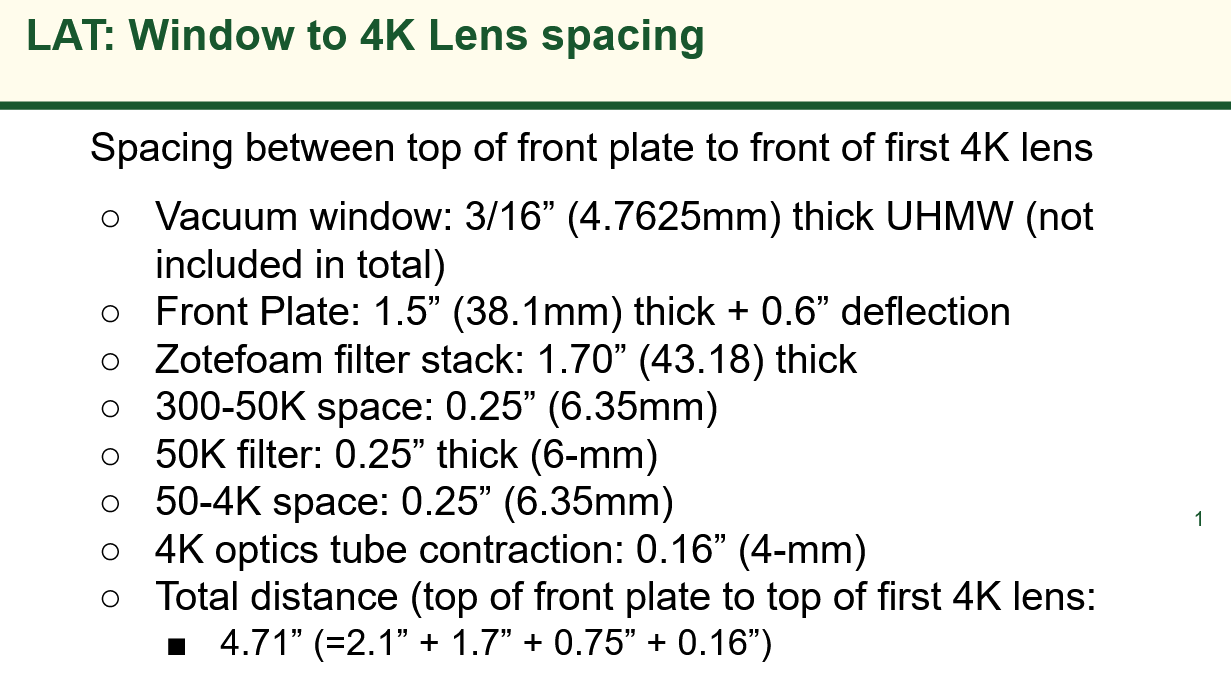 LAT: Window to 4K Lens spacing
Spacing between top of front plate to front of first 4K lens
○ Vacuum window: 3/16” (4.7625mm) thick UHMW (not
included in total)
○ Front Plate: 1.5” (38.1mm) thick + 0.6” deflection
○ Zotefoam filter stack: 1.70” (43.18) thick
○ 300-50K space: 0.25” (6.35mm)
○ 50K filter: 0.25” thick (6-mm)
○ 50-4K space: 0.25” (6.35mm)
1
○ 4K optics tube contraction: 0.16” (4-mm)
○ Total distance (top of front plate to top of first 4K lens:
■ 4.71” (=2.1” + 1.7” + 0.75” + 0.16”)